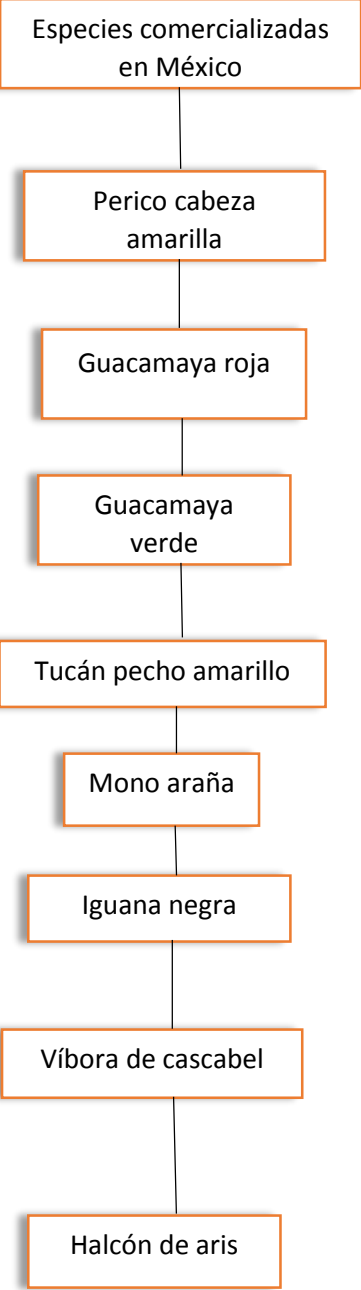 Especies comercializadas
en México
Perico cabeza
amarilla
Guacamaya roja
Guacamaya
verde
Tucán pecho amarillo
Mono araña
Iguana negra
Víbora de cascabel
Halcón de aris